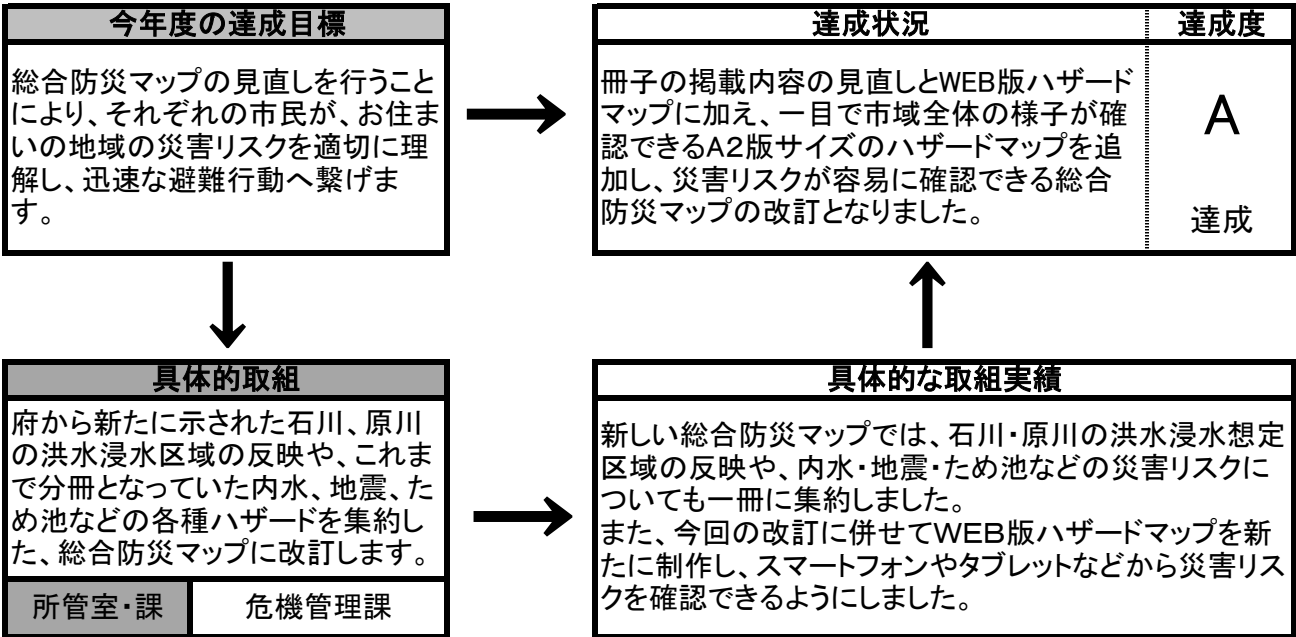 今年度の達成目標
総合防災マップの見直しを行うこと
により、それぞれの市民が、お住ま
いの地域の災害リスクを適切に理
解し、迅速な避難行動へ繋げま
す。
達成状況
達成度
冊子の掲載内容の見直しとWEB版ハザード
マップに加え、一目で市域全体の様子が確
認できるA2版サイズのハザードマップを追
加し、災害リスクが容易に確認できる総合
防災マップの改訂となりました。
A
達成
具体的取組
府から新たに示された石川、原川
の洪水浸水区域の反映や、これま
で分冊となっていた内水、地震、た
め池などの各種ハザードを集約し
た、総合防災マップに改訂します。
所管室・課
危機管理課
具体的な取組実績
新しい総合防災マップでは、石川・原川の洪水浸水想定
区域の反映や、内水・地震・ため池などの災害リスクに
ついても一冊に集約しました。
また、今回の改訂に併せてWEB版ハザードマップを新
たに制作し、スマートフォンやタブレットなどから災害リス
クを確認できるようにしました。